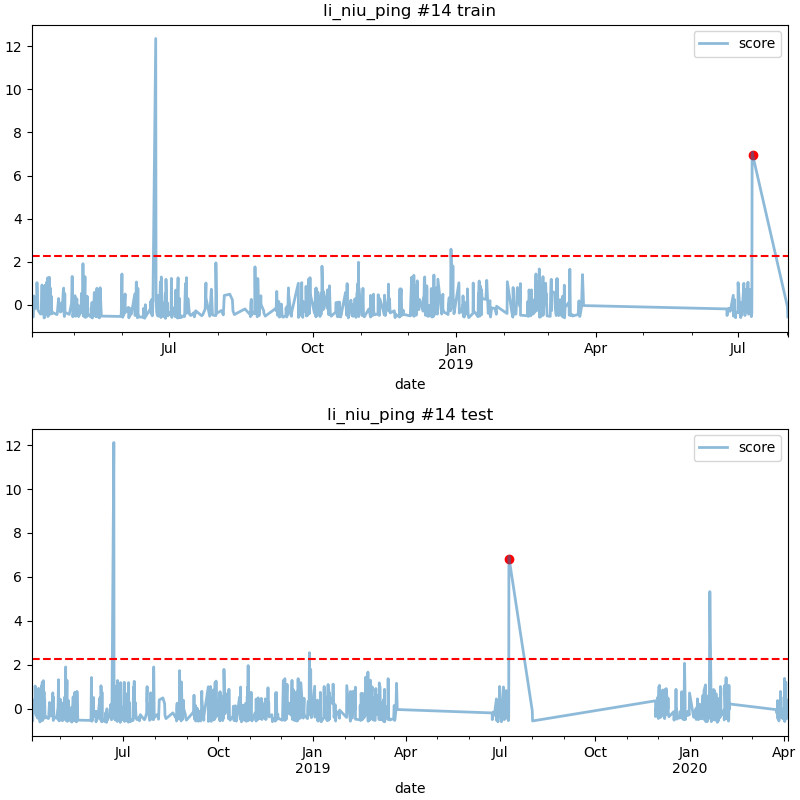 li_niu_ping #14 train
score
12
10
8
6
4
2
0
Jul Oct Jan Apr Jul
2019
date
li_niu_ping #14 test
score
12
10
8
6
4
2
0
Jul Oct Jan Apr Jul Oct Jan Apr
2019 2020
date